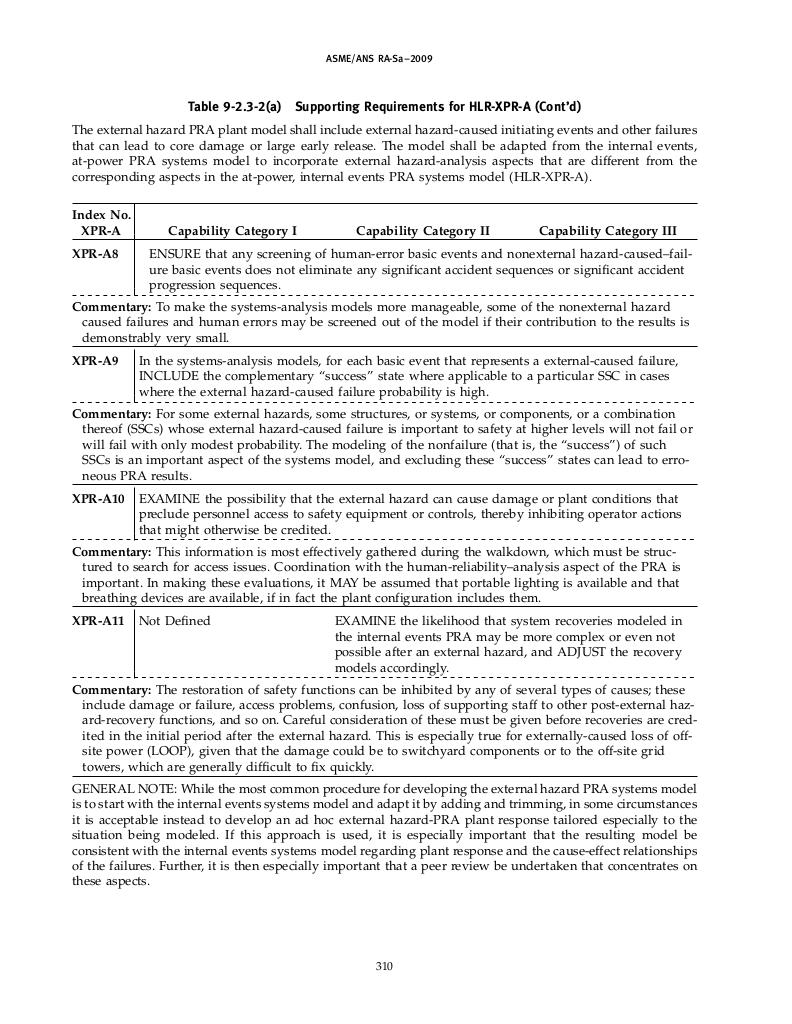 ASME/ANS RA-Sa–2009
Table 9-2.3-2(a) Supporting Requirements for HLR-XPR-A (Cont'd)
The external hazard PRA plant model shall include external hazard-caused initiating events and other failures
that can lead to core damage or large early release. The model shall be adapted from the internal events,
at-power PRA systems model to incorporate external hazard-analysis aspects that are different from the
corresponding aspects in the at-power, internal events PRA systems model (HLR-XPR-A).
Index No.
XPR-A Capability Category I Capability Category II Capability Category III
XPR-A8 ENSURE that any screening of human-error basic events and nonexternal hazard-caused–fail-
ure basic events does not eliminate any significant accident sequences or significant accident
progression sequences.
Commentary: To make the systems-analysis models more manageable, some of the nonexternal hazard
caused failures and human errors may be screened out of the model if their contribution to the results is
demonstrably very small.
XPR-A9 In the systems-analysis models, for each basic event that represents a external-caused failure,
INCLUDE the complementary “success” state where applicable to a particular SSC in cases
where the external hazard-caused failure probability is high.
Commentary: For some external hazards, some structures, or systems, or components, or a combination
thereof (SSCs) whose external hazard-caused failure is important to safety at higher levels will not fail or
will fail with only modest probability. The modeling of the nonfailure (that is, the “success”) of such
SSCs is an important aspect of the systems model, and excluding these “success” states can lead to erro-
neous PRA results.
XPR-A10 EXAMINE the possibility that the external hazard can cause damage or plant conditions that
preclude personnel access to safety equipment or controls, thereby inhibiting operator actions
that might otherwise be credited.
Commentary: This information is most effectively gathered during the walkdown, which must be struc-
tured to search for access issues. Coordination with the human-reliability–analysis aspect of the PRA is
important. In making these evaluations, it MAY be assumed that portable lighting is available and that
breathing devices are available, if in fact the plant configuration includes them.
XPR-A11 Not Defined EXAMINE the likelihood that system recoveries modeled in
the internal events PRA may be more complex or even not
possible after an external hazard, and ADJUST the recovery
models accordingly.
Commentary: The restoration of safety functions can be inhibited by any of several types of causes; these
include damage or failure, access problems, confusion, loss of supporting staff to other post-external haz-
ard-recovery functions, and so on. Careful consideration of these must be given before recoveries are cred-
ited in the initial period after the external hazard. This is especially true for externally-caused loss of off-
site power (LOOP), given that the damage could be to switchyard components or to the off-site grid
towers, which are generally difficult to fix quickly.
GENERAL NOTE: While the most common procedure for developing the external hazard PRA systems model
is to start with the internal events systems model and adapt it by adding and trimming, in some circumstances
it is acceptable instead to develop an ad hoc external hazard-PRA plant response tailored especially to the
situation being modeled. If this approach is used, it is especially important that the resulting model be
consistent with the internal events systems model regarding plant response and the cause-effect relationships
of the failures. Further, it is then especially important that a peer review be undertaken that concentrates on
these aspects.
310